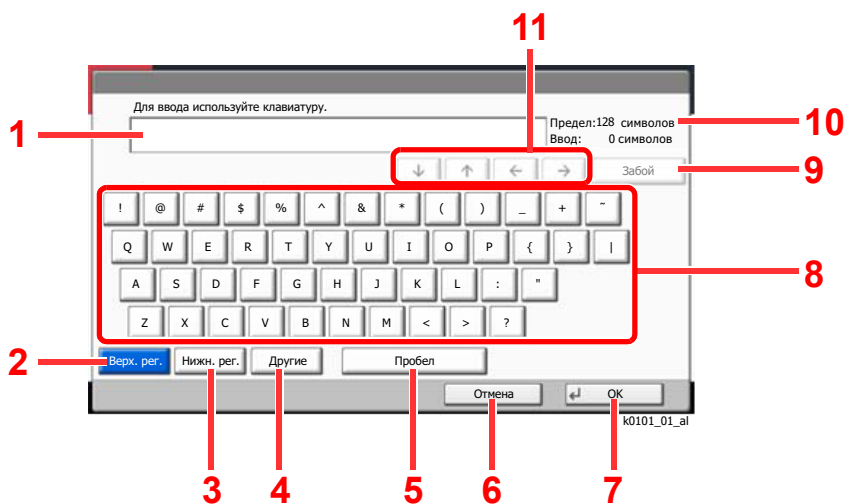 11
Для ввода используйте клавиатуру.
1
Предел:128 символов
10
Ввод: 0 символов
↓ ↑ ← → Забой
9
! @ # $ % ^ & * ( ) _ + ~
Q W E R T Y U I O P { } |
A S D F G H J K L : "
8
Z X C V B N M < > ?
2
Верх. рег. Нижн. рег. Другие Пробел
Отмена ↵ OK
k0101_01_al
3 4 5 6 7